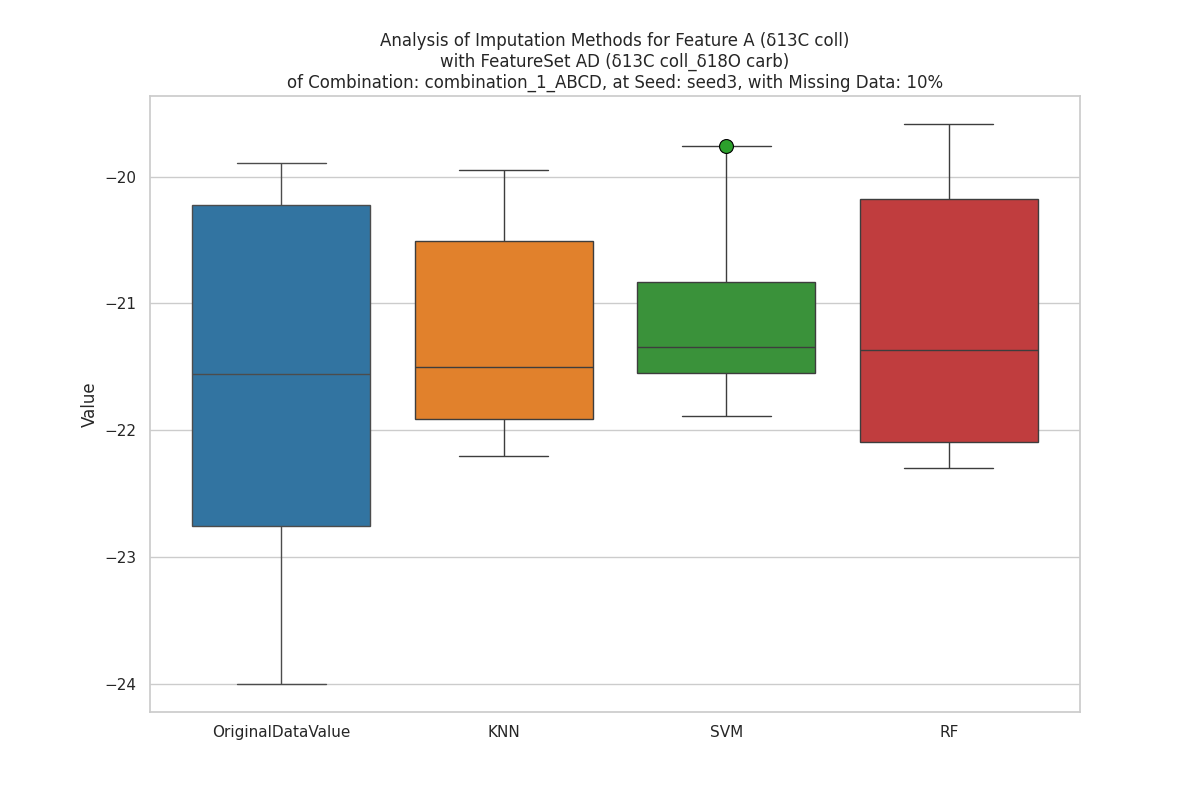 Analysis of Imputation Methods for Feature A (δ13C coll)
with FeatureSet AD (δ13C coll_δ18O carb)
of Combination: combination_1_ABCD, at Seed: seed3, with Missing Data: 10%
−20
−21
−22
−23
−24
Value
OriginalDataValue KNN SVM RF